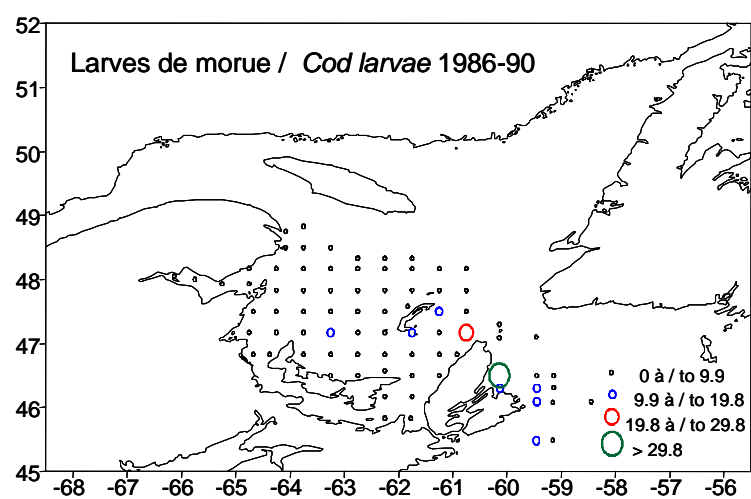 52
Larves de morue / Cod larvae 1986-90
51
50
49
48
47
0 à / to 9.9
9.9 à / to 19.8
46
19.8 à / to 29.8
> 29.8
45
-68 -67 -66 -65 -64 -63 -62 -61 -60 -59 -58 -57 -56